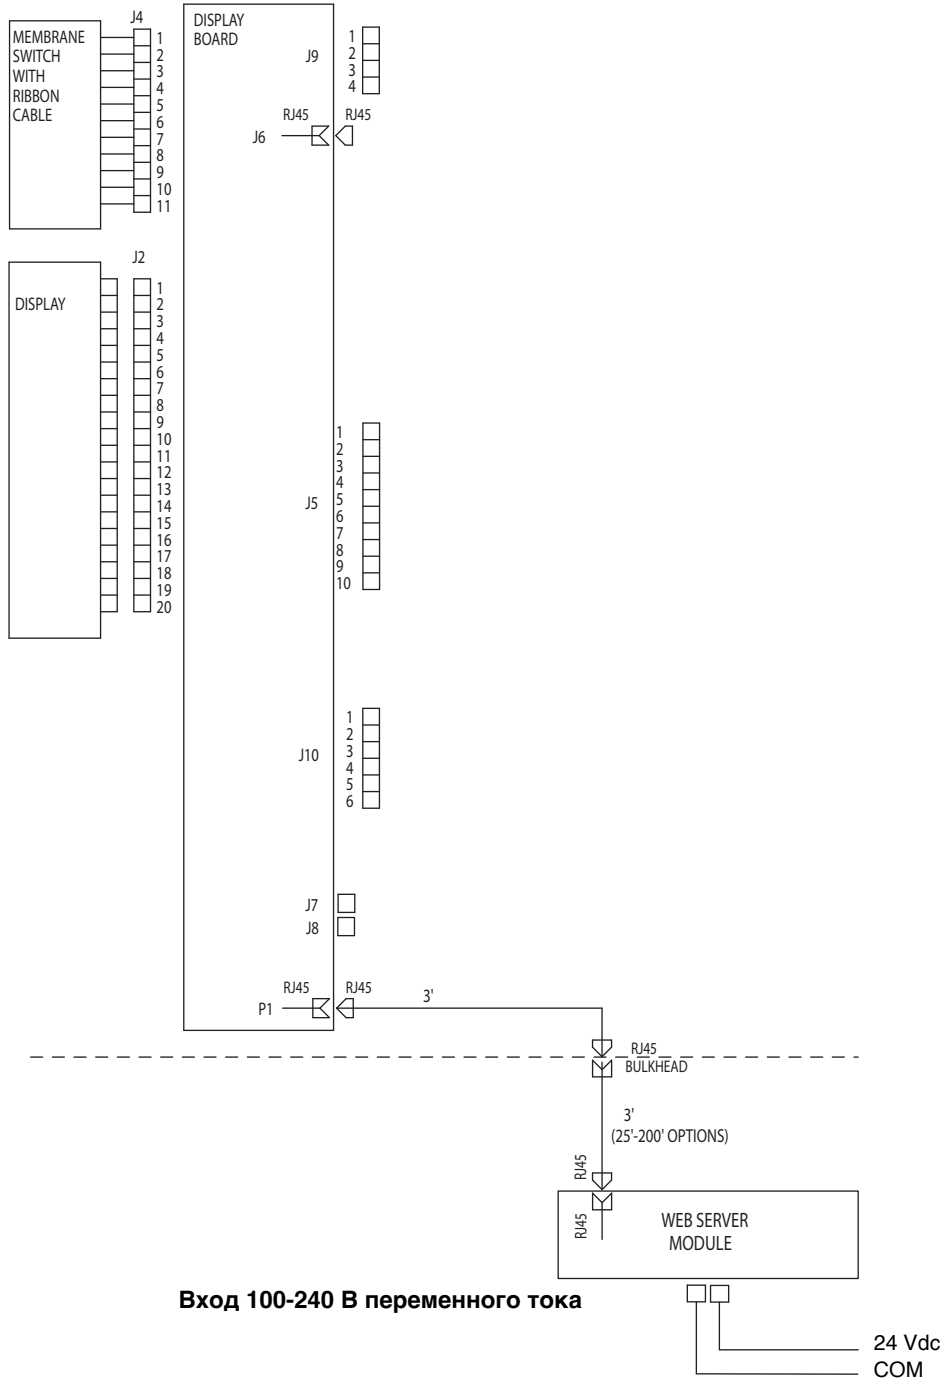 J4
MEMBRANE
SWITCH
WITH
RIBBON
CABLE
1
2
3
4
5
6
7
8
9
10
11
DISPLAY
BOARD
J9
1
2
3
4
RJ45
RJ45
J6
J2
DISPLAY
1
2
3
4
5
6
7
8
9
10
11
12
13
14
15
16
17
18
19
20
J5
1
2
3
4
5
6
7
8
9
10
J10
1
2
3
4
5
6
J7
J8
RJ45
RJ45
P1
3'
RJ45
BULKHEAD
3'
(25'-200' OPTIONS)
RJ45
RJ45
WEB SERVER
MODULE
Вход 100-240 В переменного тока
24 Vdc
COM